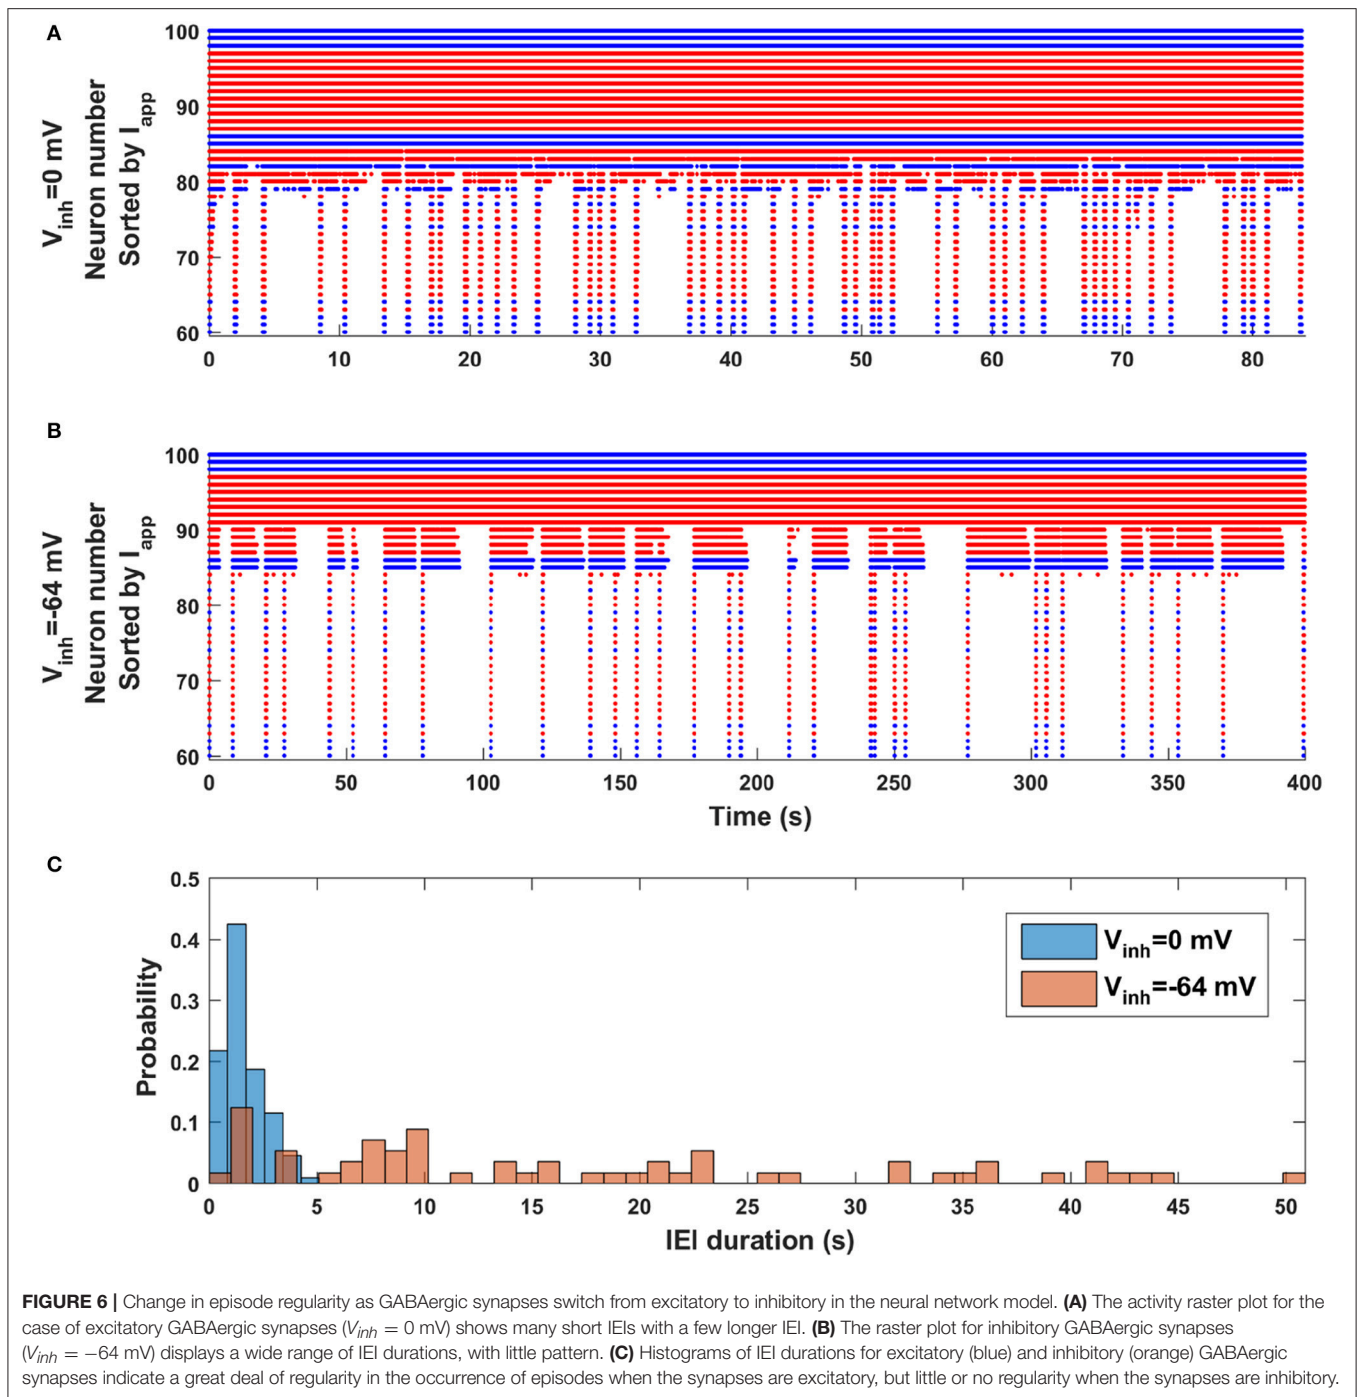 A
V_inh=0 mV
Neuron number
Sorted by I_app
100
90
80
70
60
0 10 20 30 40 50 60 70 80
B
V_inh=-64 mV
Neuron number
Sorted by I_app
100
90
80
70
60
0 50 100 150 200 250 300 350 400
Time (s)
C
Probability
0.5
0.4
0.3
0.2
0.1
0
V_inh=0 mV
V_inh=-64 mV
0 5 10 15 20 25 30 35 40 45 50
IEI duration (s)
FIGURE 6 | Change in episode regularity as GABAergic synapses switch from excitatory to inhibitory in the neural network model. (A) The activity raster plot for the
case of excitatory GABAergic synapses (V_inh = 0 mV) shows many short IEIs with a few longer IEI. (B) The raster plot for inhibitory GABAergic synapses
(V_inh = −64 mV) displays a wide range of IEI durations, with little pattern. (C) Histograms of IEI durations for excitatory (blue) and inhibitory (orange) GABAergic
synapses indicate a great deal of regularity in the occurrence of episodes when the synapses are excitatory, but little or no regularity when the synapses are inhibitory.